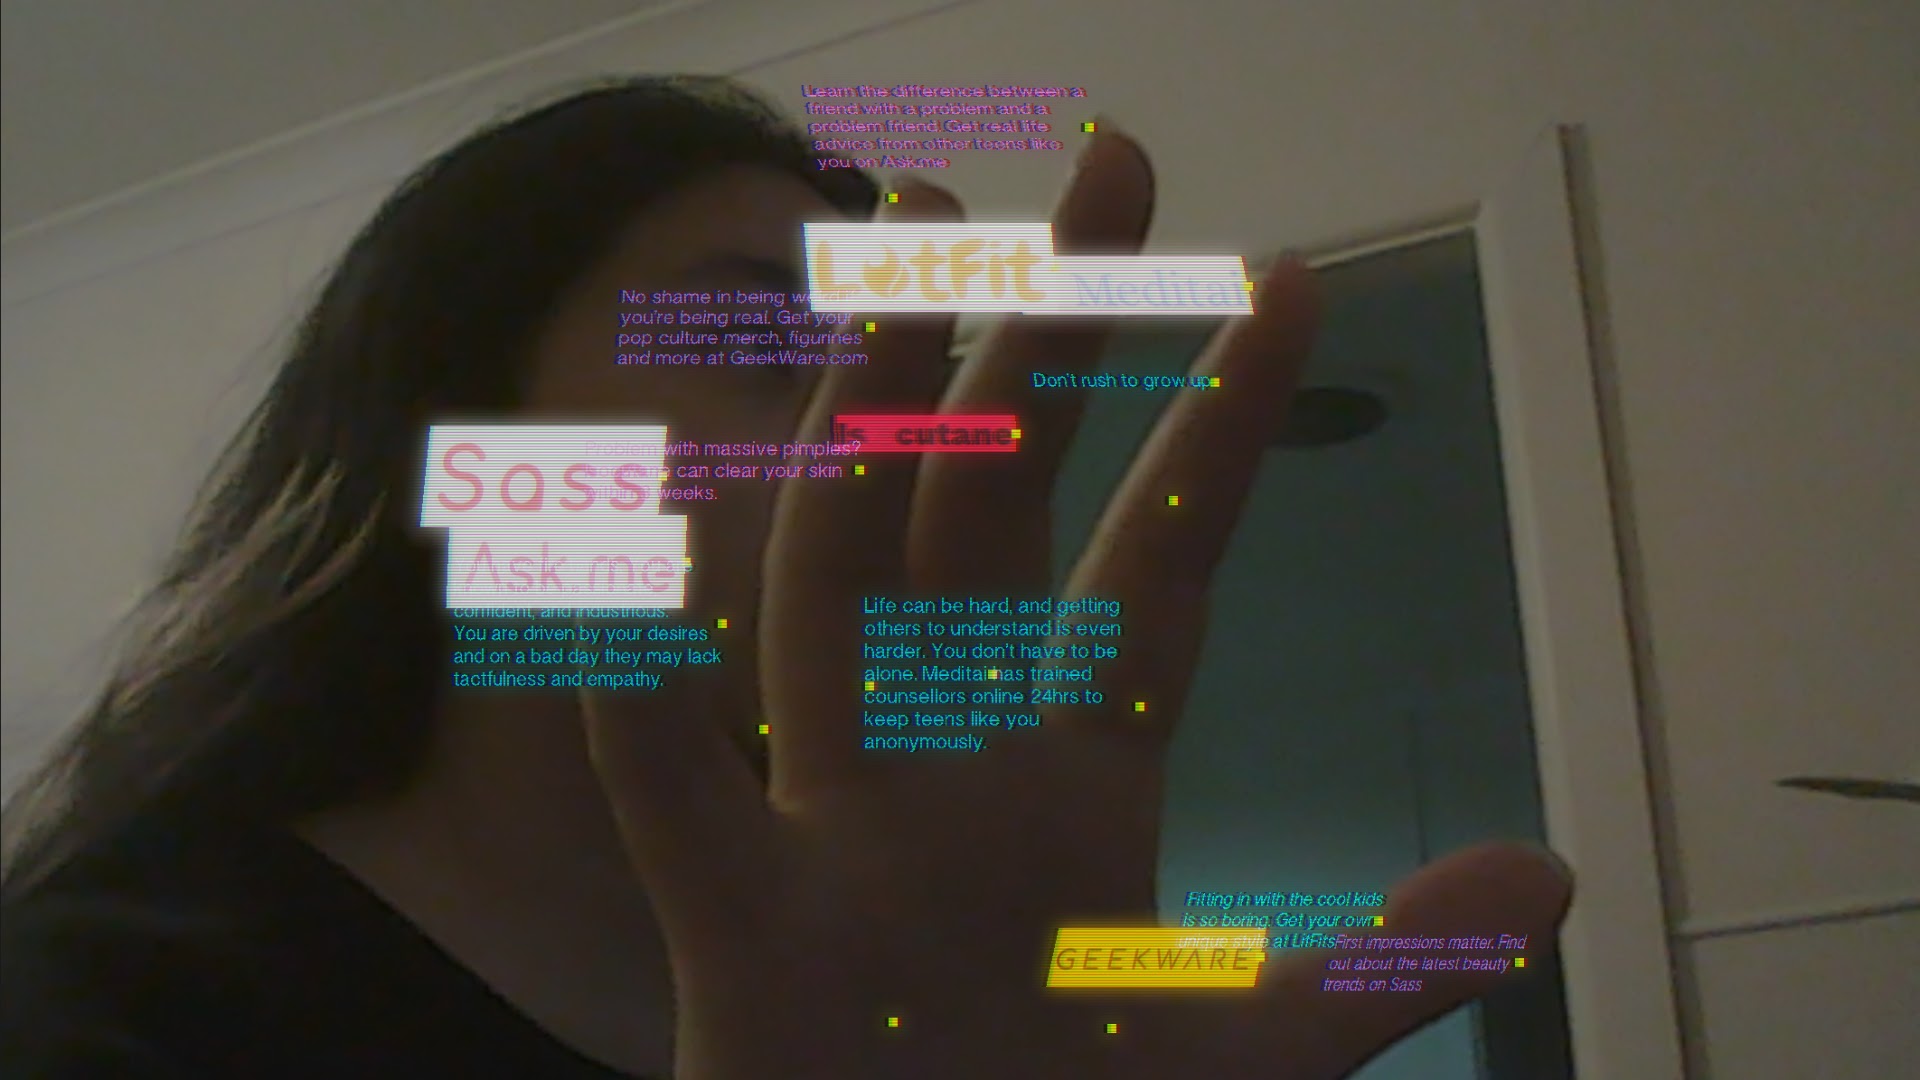 Learn the difference between a
friend with a problem and a
problem friend. Get real life
advice from other teens like
you on Ask.me
LotFit
Meditai
No shame in being weird if
you're being real. Get your
pop culture merch, figurines
and more at GeekWare.com
Don't rush to grow up
Is cutane
Sass
Problem with massive pimples?
can clear your skin
weeks.
Ask.me
confident, and industrious.
You are driven by your desires
and on a bad day they may lack
tactfulness and empathy.
Life can be hard, and getting
others to understand is even
harder. You don't have to be
alone. Meditai has trained
counsellors online 24hrs to
keep teens like you
anonymously.
Fitting in with the cool kids
is so boring. Get your own
unique style at LitFits
GEEKWARE
First impressions matter. Find
out about the latest beauty
trends on Sass